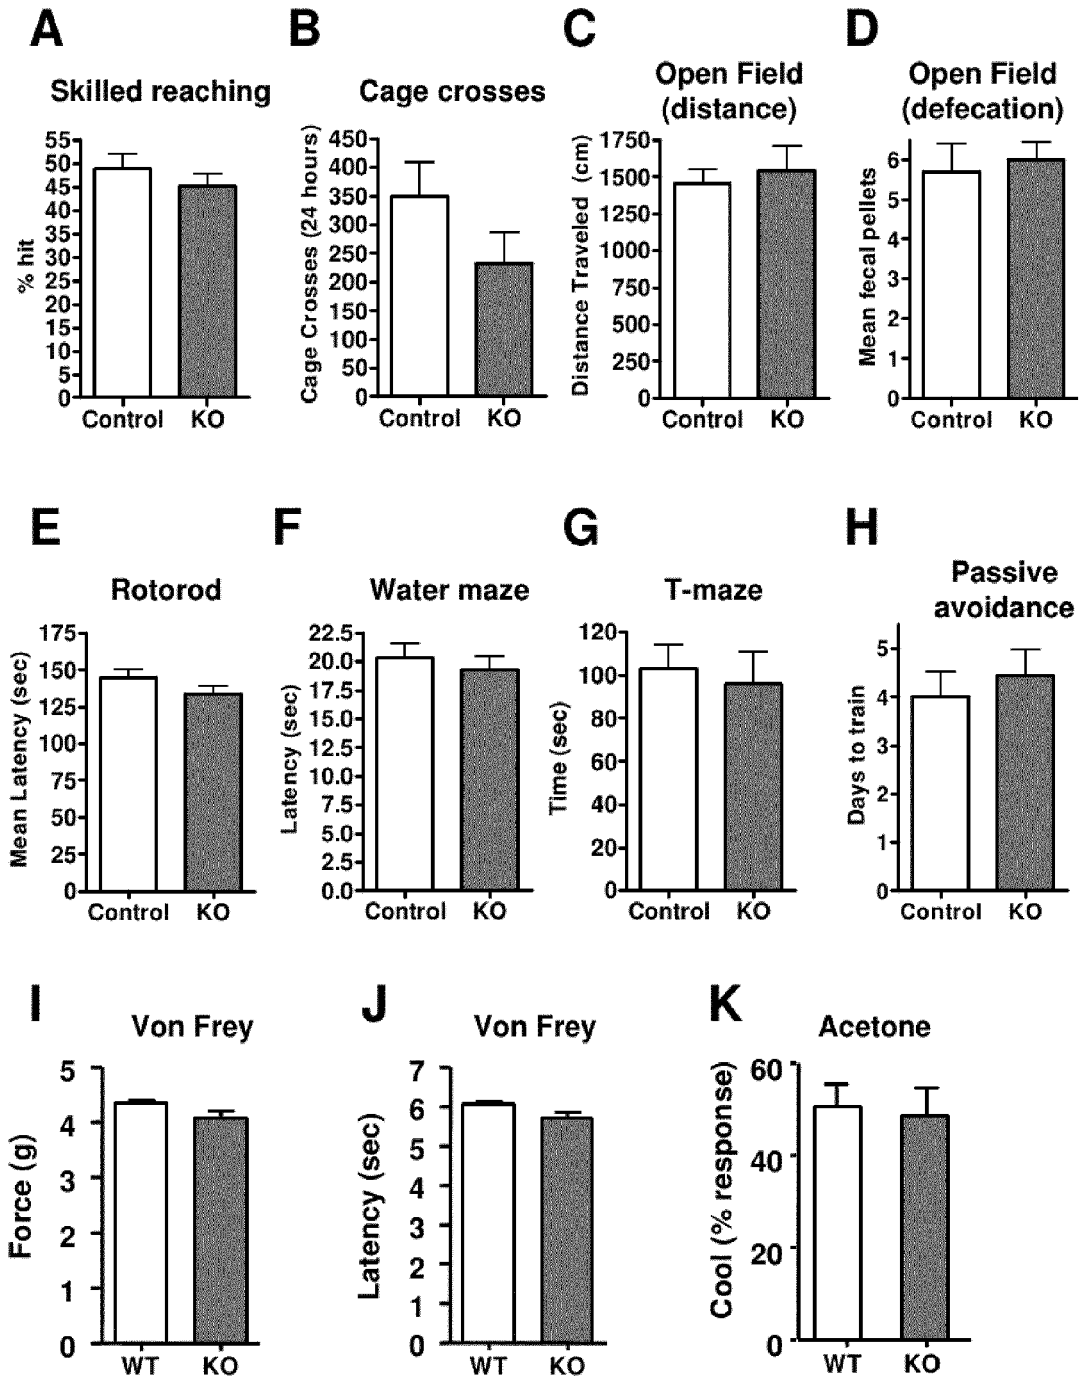 A
B
C
D
Skilled reaching
Cage crosses
Open Field
(distance)
Open Field
(defecation)
% hit
55
50
45
40
35
30
25
20
15
10
5
0
Control KO
Cage Crosses (24 hours)
450
400
350
300
250
200
150
100
50
0
Control KO
Distance Traveled (cm)
1750
1500
1250
1000
750
500
250
0
Control KO
Mean fecal pellets
6
5
4
3
2
1
0
Control KO
E
F
G
H
Rotorod
Water maze
T-maze
Passive
avoidance
Mean Latency (sec)
175
150
125
100
75
50
25
0
Control KO
Latency (sec)
22.5
20.0
17.5
15.0
12.5
10.0
7.5
5.0
2.5
0.0
Control KO
Time (sec)
120
100
80
60
40
20
0
Control KO
Days to train
5
4
3
2
1
0
Control KO
I
J
K
Von Frey
Von Frey
Acetone
Force (g)
5
4
3
2
1
0
WT KO
Latency (sec)
7
6
5
4
3
2
1
0
WT KO
Cool (% response)
60
40
20
0
WT KO